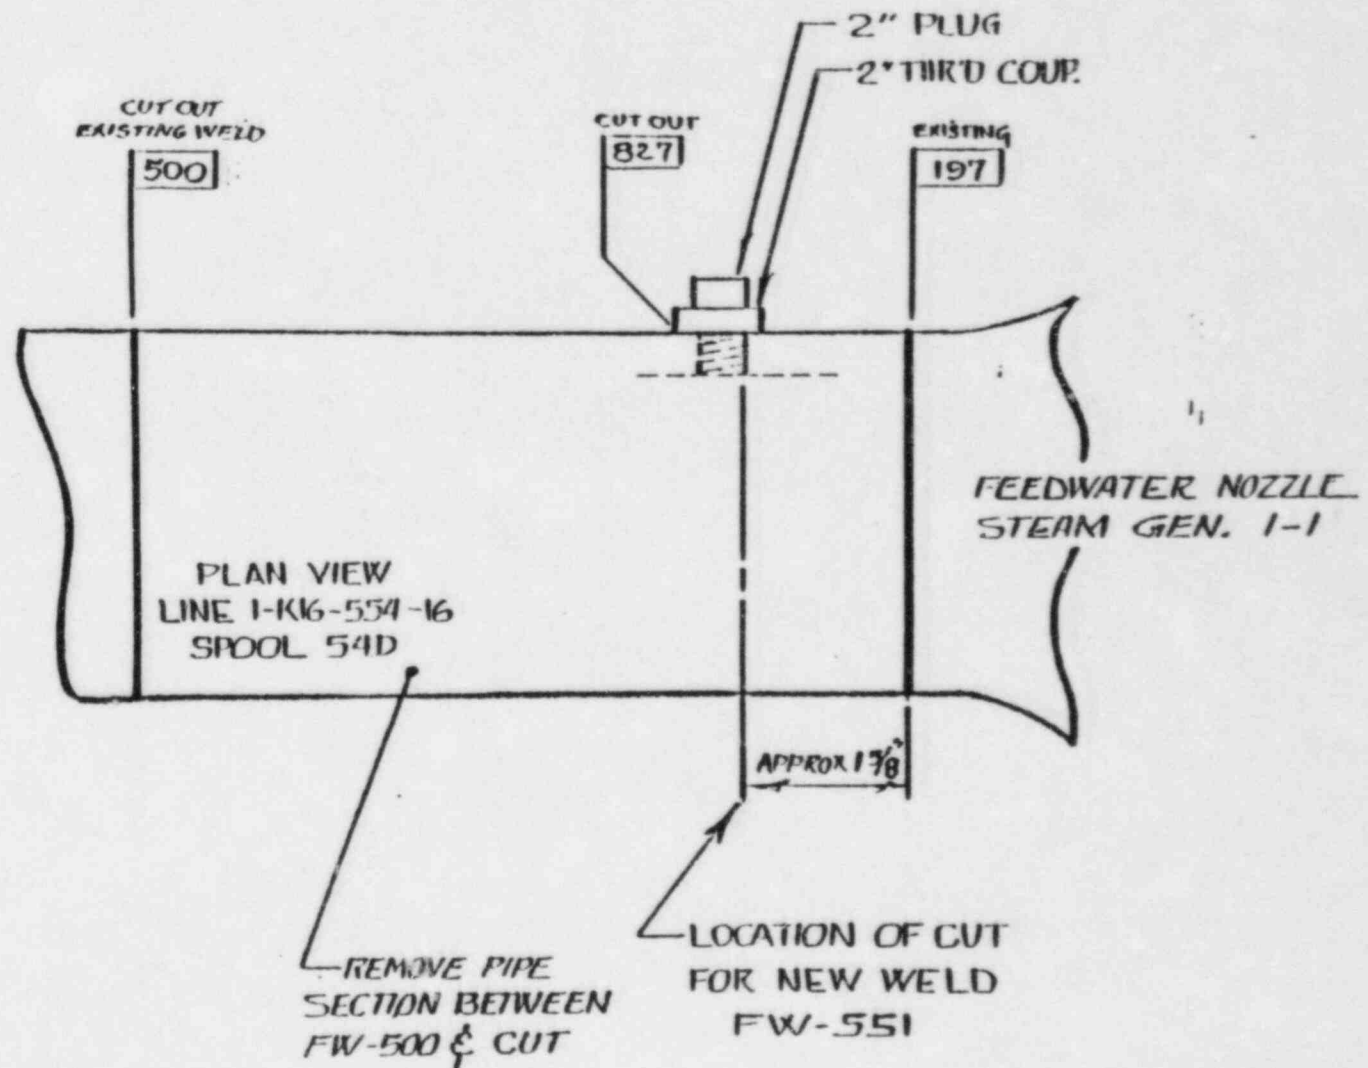 2" PLUG
2" THR'D COUP.
CUT OUT
EXISTING WELD
500
CUT OUT
827
EXISTING
197
FEEDWATER NOZZLE
STEAM GEN. 1-1
PLAN VIEW
LINE 1-K16-554-16
SPOOL 54D
APPROX 1 5/8"
LOCATION OF CUT
FOR NEW WELD
FW-551
REMOVE PIPE
SECTION BETWEEN
FW-500 & CUT